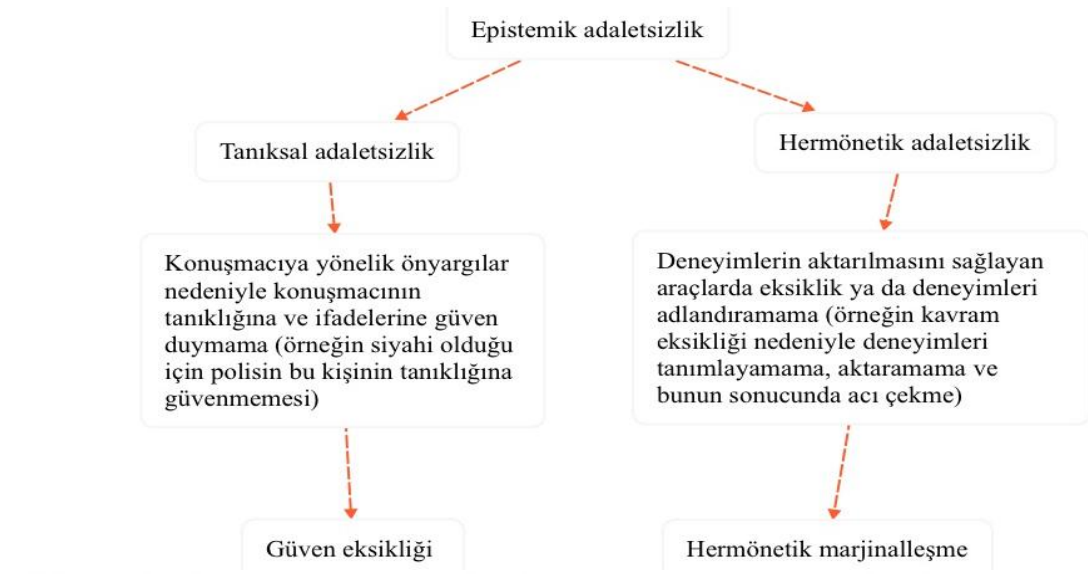 Epistemik adaletsizlik
Tanıksal adaletsizlik
Hermönetik adaletsizlik
Konuşmacıya yönelik önyargılar
nedeniyle konuşmacının
tanıklığına ve ifadelerine güven
duymama (örneğin siyahi olduğu
için polisin bu kişinin tanıklığına
güvenmemesi)
Deneyimlerin aktarılmasını sağlayan
araçlarda eksiklik ya da deneyimleri
adlandıramama (örneğin kavram
eksikliği nedeniyle deneyimleri
tanımlayamama, aktaramama ve
bunun sonucunda acı çekme)
Güven eksikliği
Hermönetik marjinalleşme